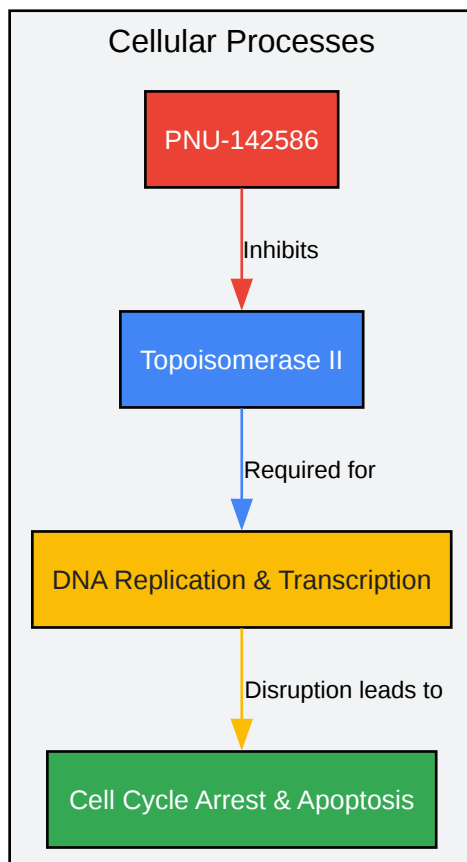 Cellular Processes
PNU-142586
Inhibits
Topoisomerase II
Required for
DNA Replication & Transcription
Disruption leads to
Cell Cycle Arrest & Apoptosis